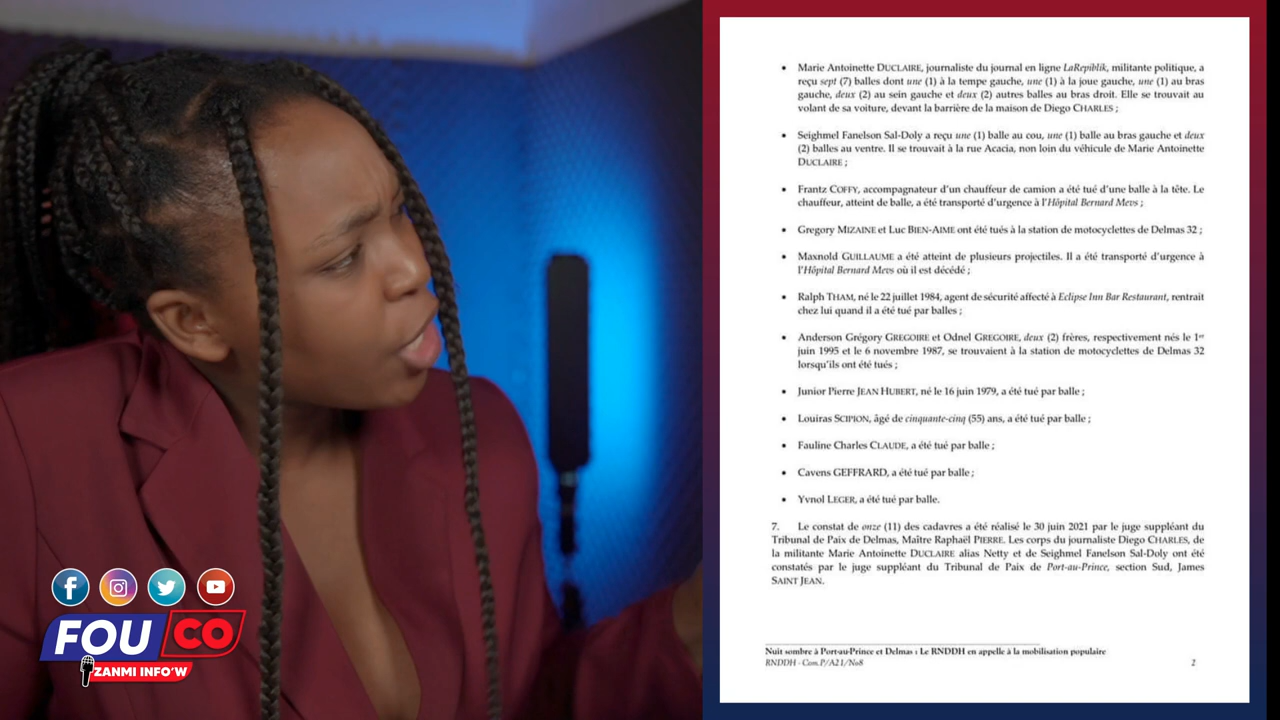 • Marie Antoinette DUCLAIRE, journaliste du journal en ligne LaRepiblik, militante politique, a
reçu sept (7) balles dont une (1) à la tempe gauche, une (1) à la joue gauche, une (1) au bras
gauche, deux (2) au sein gauche et deux (2) autres balles au bras droit. Elle se trouvait au
volant de sa voiture, devant la barrière de la maison de Diego CHARLES ;
• Seighmel Fanelson Sal-Doly a reçu une (1) balle au cou, une (1) balle au bras gauche et deux
(2) balles au ventre. Il se trouvait à la rue Acacia, non loin du véhicule de Marie Antoinette
DUCLAIRE ;
• Frantz COFFY, accompagnateur d'un chauffeur de camion a été tué d'une balle à la tête. Le
chauffeur, atteint de balle, a été transporté d'urgence à l'Hôpital Bernard Mevs ;
• Gregory MIZAINE et Luc BIEN-AIME ont été tués à la station de motocyclettes de Delmas 32 ;
• Maxnold GUILLAUME a été atteint de plusieurs projectiles. Il a été transporté d'urgence à
l'Hôpital Bernard Mevs où il est décédé ;
• Ralph THAM, né le 22 juillet 1984, agent de sécurité affecté à Eclipse Inn Bar Restaurant, rentrait
chez lui quand il a été tué par balles ;
• Anderson Grégory GREGOIRE et Odnel GREGOIRE, deux (2) frères, respectivement nés le 1er
juin 1995 et le 6 novembre 1987, se trouvaient à la station de motocyclettes de Delmas 32
lorsqu'ils ont été tués ;
• Junior Pierre JEAN HUBERT, né le 16 juin 1979, a été tué par balle ;
• Louiras SCIPION, âgé de cinquante-cinq (55) ans, a été tué par balle ;
• Fauline Charles CLAUDE, a été tué par balle ;
• Cavens GEFFRARD, a été tué par balle ;
• Yvnol LEGER, a été tué par balle.
7. Le constat de onze (11) des cadavres a été réalisé le 30 juin 2021 par le juge suppléant du
Tribunal de Paix de Delmas, Maître Raphaël PIERRE. Les corps du journaliste Diego CHARLES, de
la militante Marie Antoinette DUCLAIRE alias Netty et de Seighmel Fanelson Sal-Doly ont été
constatés par le juge suppléant du Tribunal de Paix de Port-au-Prince, section Sud, James
SAINT JEAN.
Nuit sombre à Port-au-Prince et Delmas : Le RNDDH en appelle à la mobilisation populaire
RNDDH - Com.P/A21/No8 2
FOU CO
ZANMI INFO'W